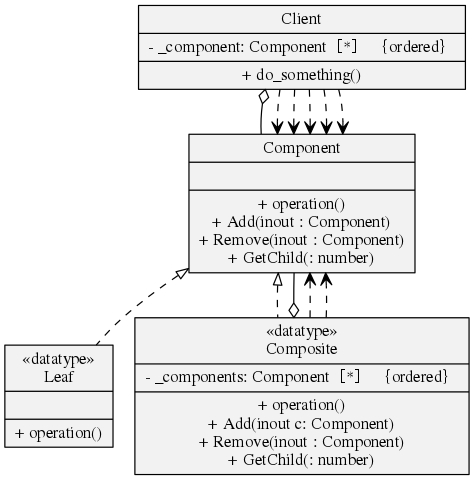 Client
- _component: Component [*] {ordered}
+ do_something()
Component
+ operation()
+ Add(inout : Component)
+ Remove(inout : Component)
+ GetChild(: number)
«datatype»
Leaf
+ operation()
«datatype»
Composite
- _components: Component [*] {ordered}
+ operation()
+ Add(inout c: Component)
+ Remove(inout : Component)
+ GetChild(: number)